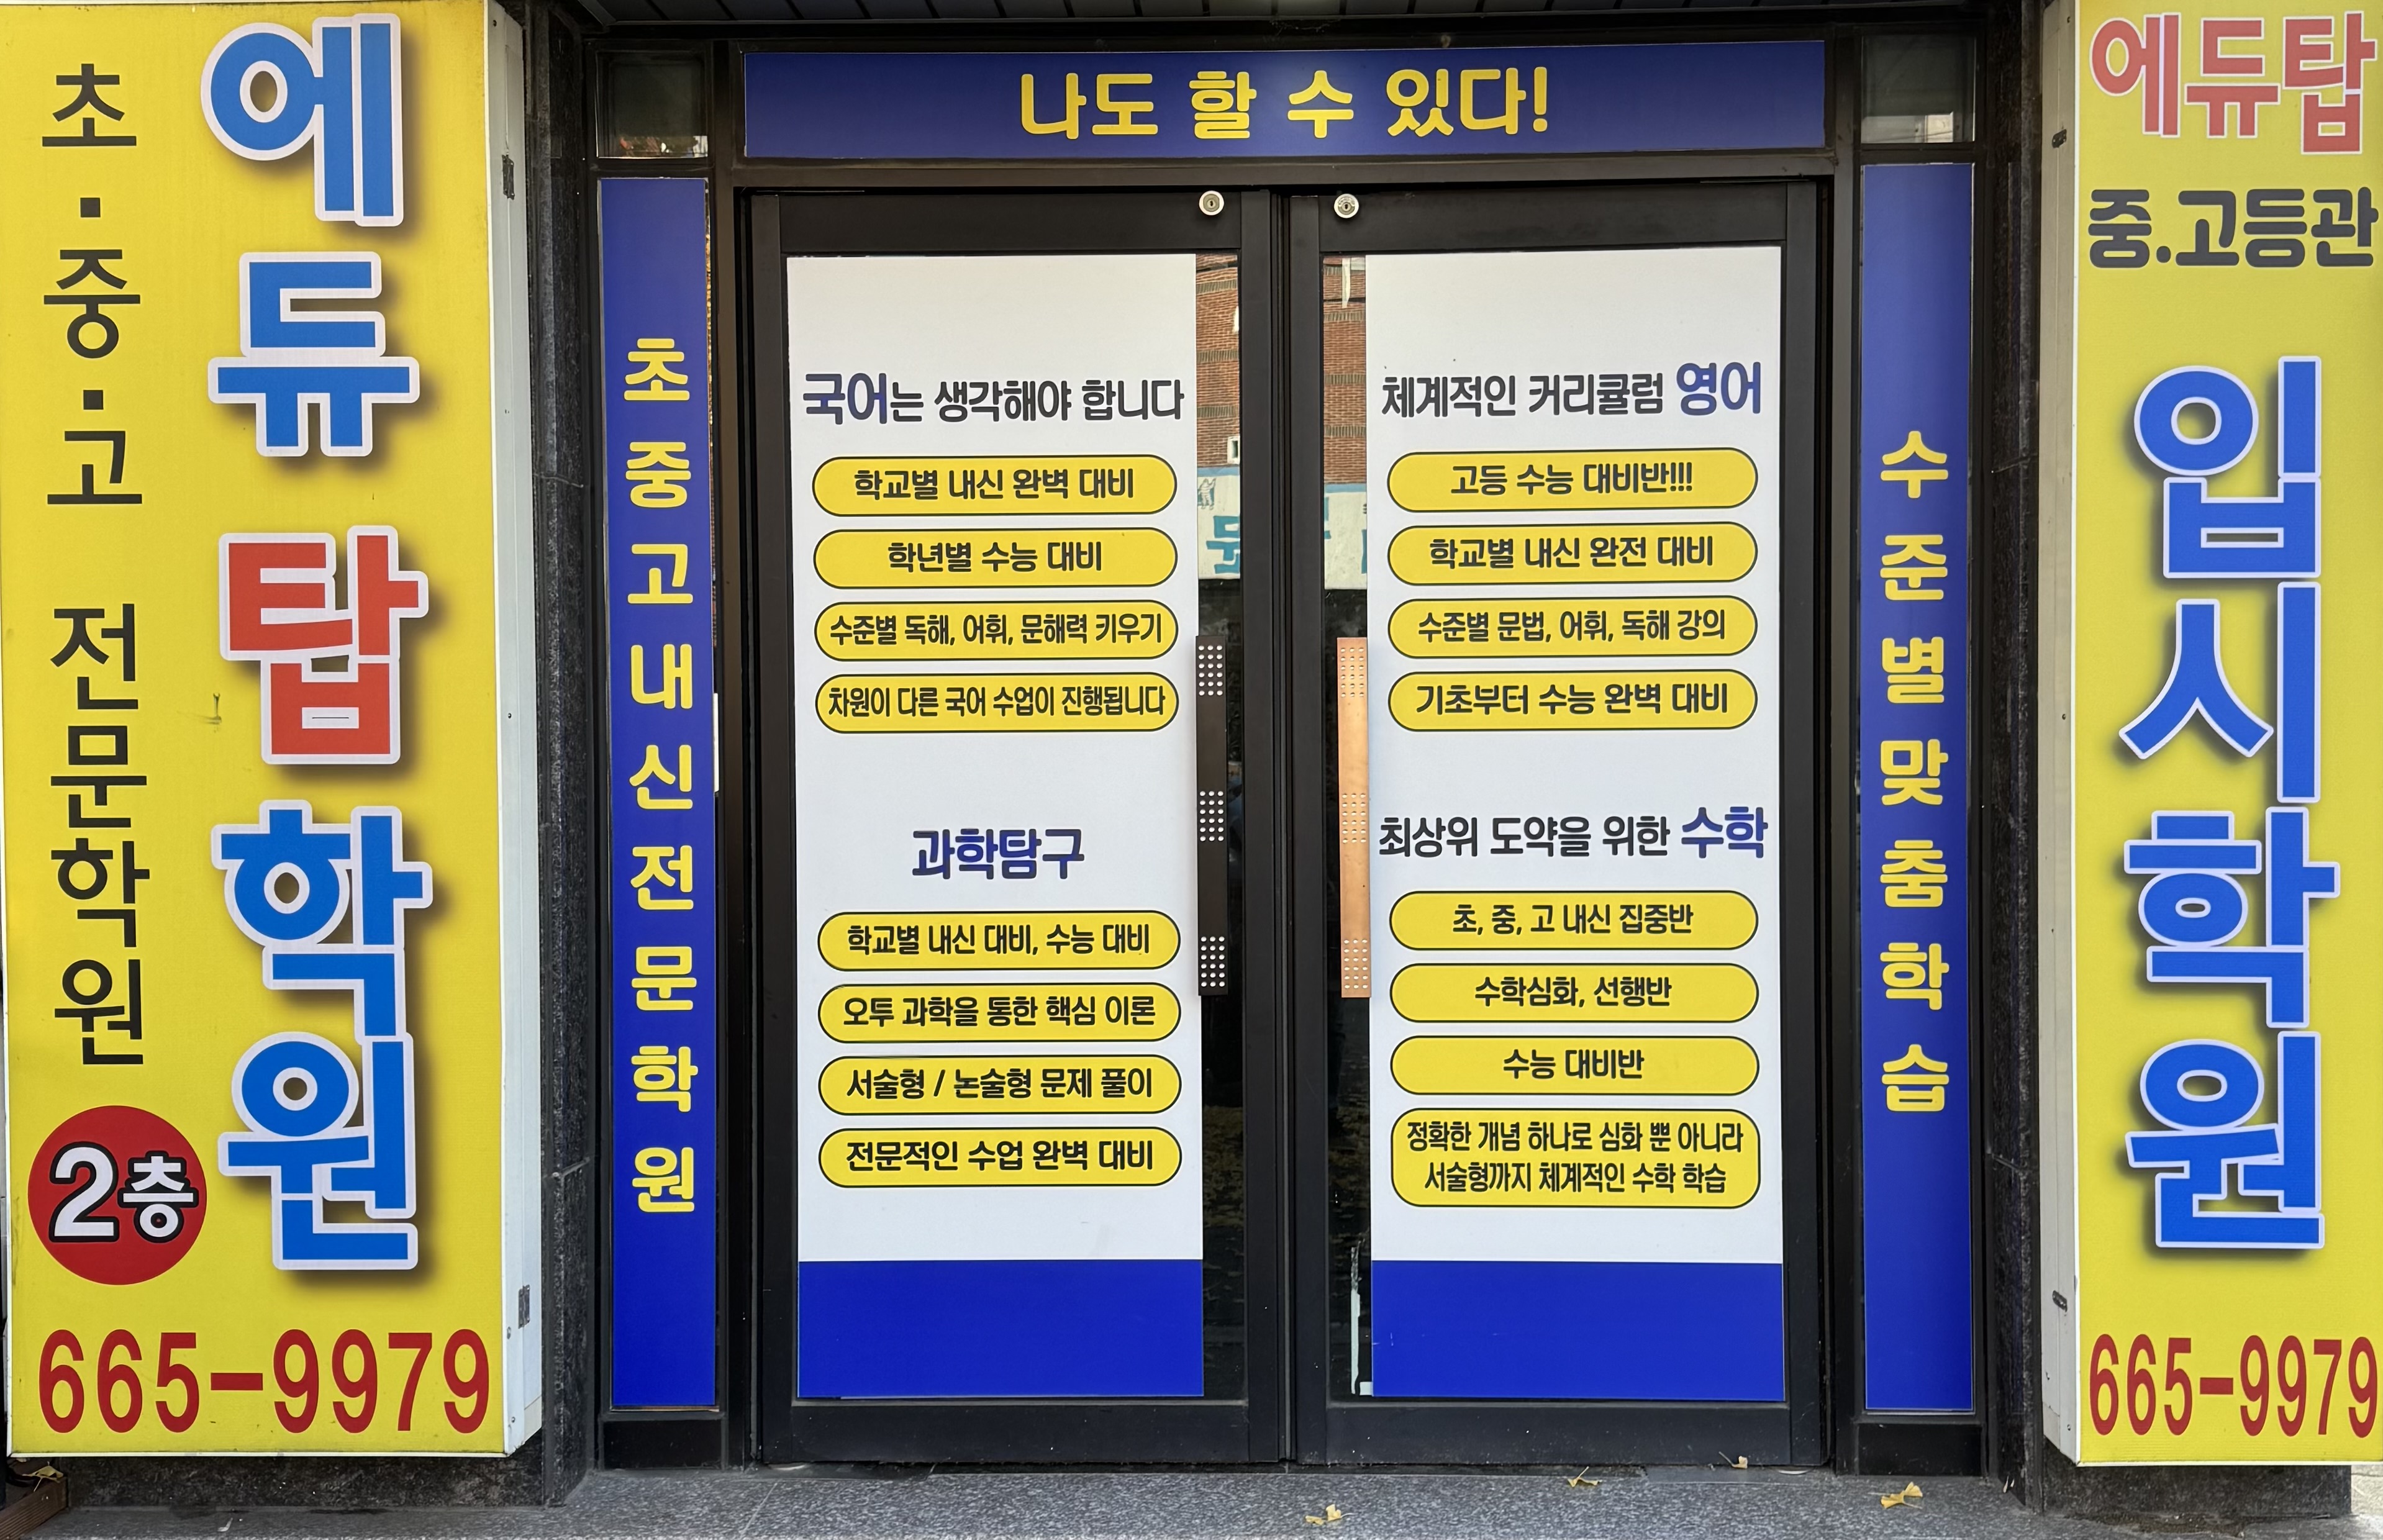 에듀탑학원
초·중·고 전문학원
2층
665-9979
나도 할 수 있다!
초중고내신전문학원
국어는 생각해야 합니다
학교별 내신 완벽 대비
학년별 수능 대비
수준별 독해, 어휘, 문해력 키우기
차원이 다른 국어 수업이 진행됩니다
과학탐구
학교별 내신 대비, 수능 대비
오투 과학을 통한 핵심 이론
서술형 / 논술형 문제 풀이
전문적인 수업 완벽 대비
체계적인 커리큘럼 영어
고등 수능 대비반!!!
학교별 내신 완전 대비
수준별 문법, 어휘, 독해 강의
기초부터 수능 완벽 대비
최상위 도약을 위한 수학
초, 중, 고 내신 집중반
수학심화, 선행반
수능 대비반
정확한 개념 하나로 심화 뿐 아니라
서술형까지 체계적인 수학 학습
수준별맞춤학습
에듀탑
중.고등관
입시학원
665-9979